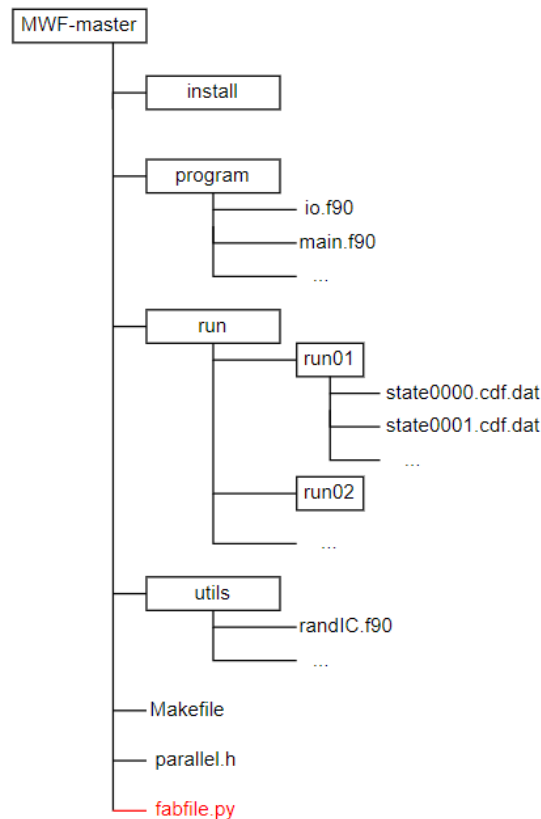 MWF-master
install
program
io.f90
main.f90
...
run
run01
state0000.cdf.dat
state0001.cdf.dat
...
run02
...
utils
randIC.f90
...
Makefile
parallel.h
fabfile.py